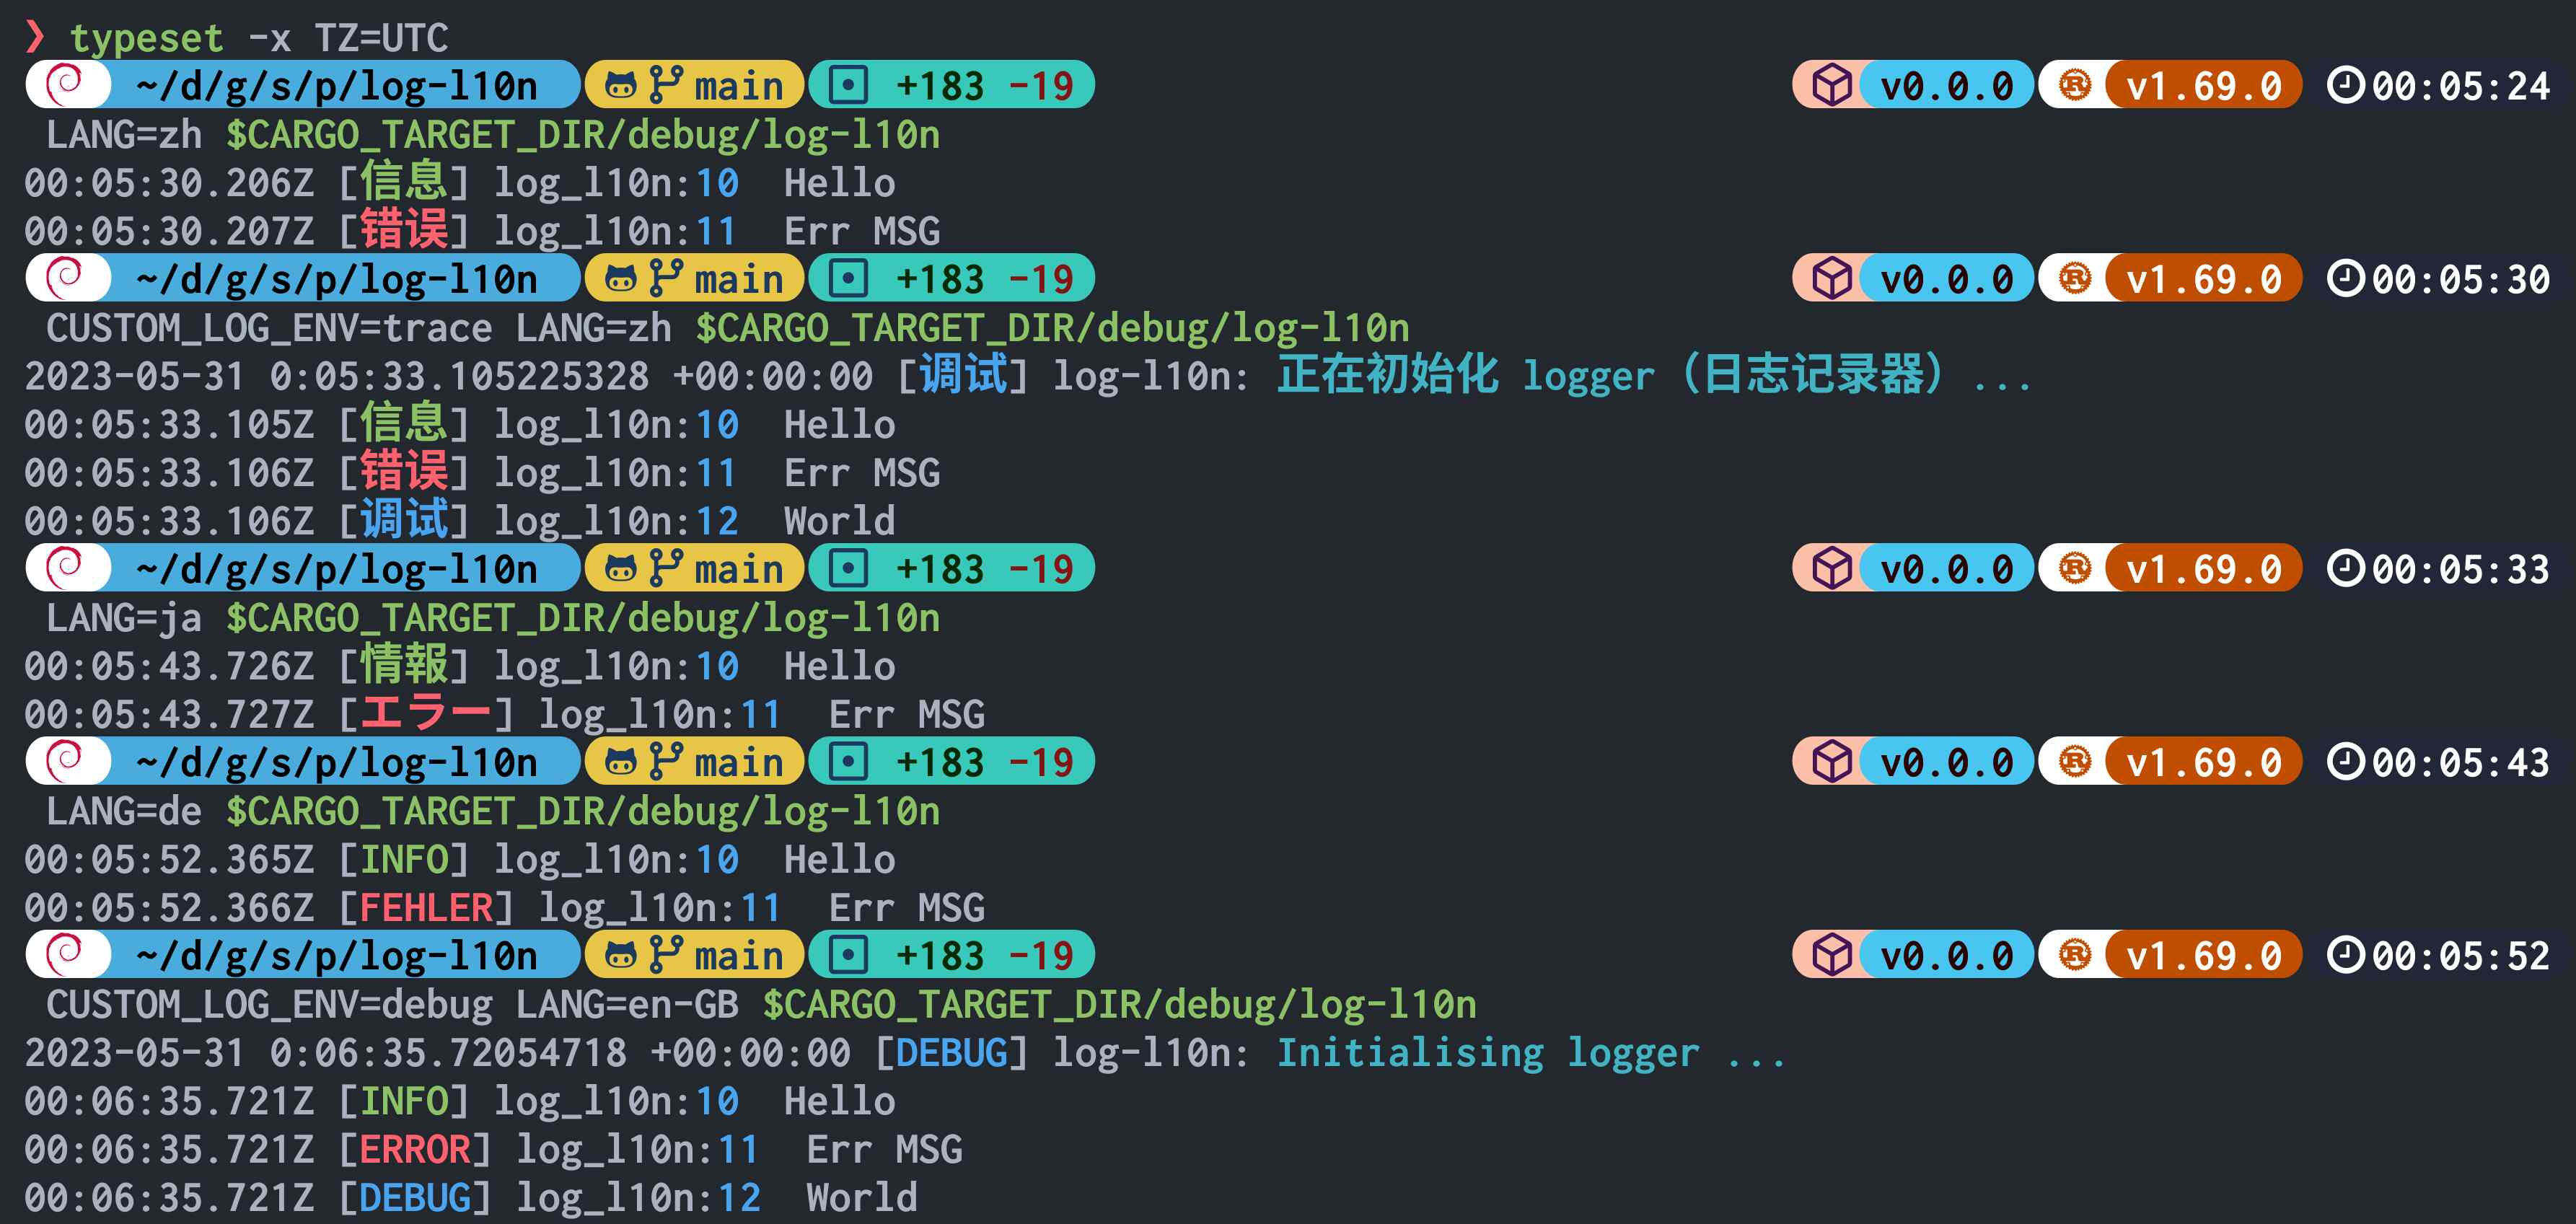 ❯ typeset -x TZ=UTC
~/d/g/s/p/log-l10n main +183 -19 v0.0.0 v1.69.0 00:05:24
LANG=zh $CARGO_TARGET_DIR/debug/log-l10n
00:05:30.206Z [信息] log_l10n:10  Hello
00:05:30.207Z [错误] log_l10n:11  Err MSG
~/d/g/s/p/log-l10n main +183 -19 v0.0.0 v1.69.0 00:05:30
CUSTOM_LOG_ENV=trace LANG=zh $CARGO_TARGET_DIR/debug/log-l10n
2023-05-31 0:05:33.105225328 +00:00:00 [调试] log-l10n: 正在初始化 logger（日志记录器）...
00:05:33.105Z [信息] log_l10n:10  Hello
00:05:33.106Z [错误] log_l10n:11  Err MSG
00:05:33.106Z [调试] log_l10n:12  World
~/d/g/s/p/log-l10n main +183 -19 v0.0.0 v1.69.0 00:05:33
LANG=ja $CARGO_TARGET_DIR/debug/log-l10n
00:05:43.726Z [情報] log_l10n:10  Hello
00:05:43.727Z [エラー] log_l10n:11  Err MSG
~/d/g/s/p/log-l10n main +183 -19 v0.0.0 v1.69.0 00:05:43
LANG=de $CARGO_TARGET_DIR/debug/log-l10n
00:05:52.365Z [INFO] log_l10n:10  Hello
00:05:52.366Z [FEHLER] log_l10n:11  Err MSG
~/d/g/s/p/log-l10n main +183 -19 v0.0.0 v1.69.0 00:05:52
CUSTOM_LOG_ENV=debug LANG=en-GB $CARGO_TARGET_DIR/debug/log-l10n
2023-05-31 0:06:35.72054718 +00:00:00 [DEBUG] log-l10n: Initialising logger ...
00:06:35.721Z [INFO] log_l10n:10  Hello
00:06:35.721Z [ERROR] log_l10n:11  Err MSG
00:06:35.721Z [DEBUG] log_l10n:12  World